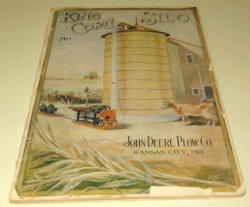 KING CORN SILO
JOHN DEERE PLOW CO.
KANSAS CITY, MO.